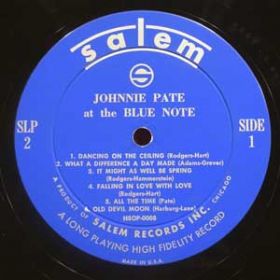 salem
S
JOHNNIE PATE
at the BLUE NOTE
SLP
2
SIDE
1
1. DANCING ON THE CEILING (Rodgers-Hart)
2. WHAT A DIFFERENCE A DAY MADE (Adams-Grever)
3. IT MIGHT AS WELL BE SPRING
(Rodgers-Hammerstein)
4. FALLING IN LOVE WITH LOVE
(Rodgers-Hart)
5. ALL THE TIME (Pate)
6. OLD DEVIL MOON (Harburg-Lane)
HSOP-0008
A PRODUCT OF SALEM RECORDS INC. CHICAGO
A LONG PLAYING HIGH FIDELITY RECORD
MADE IN U.S.A.